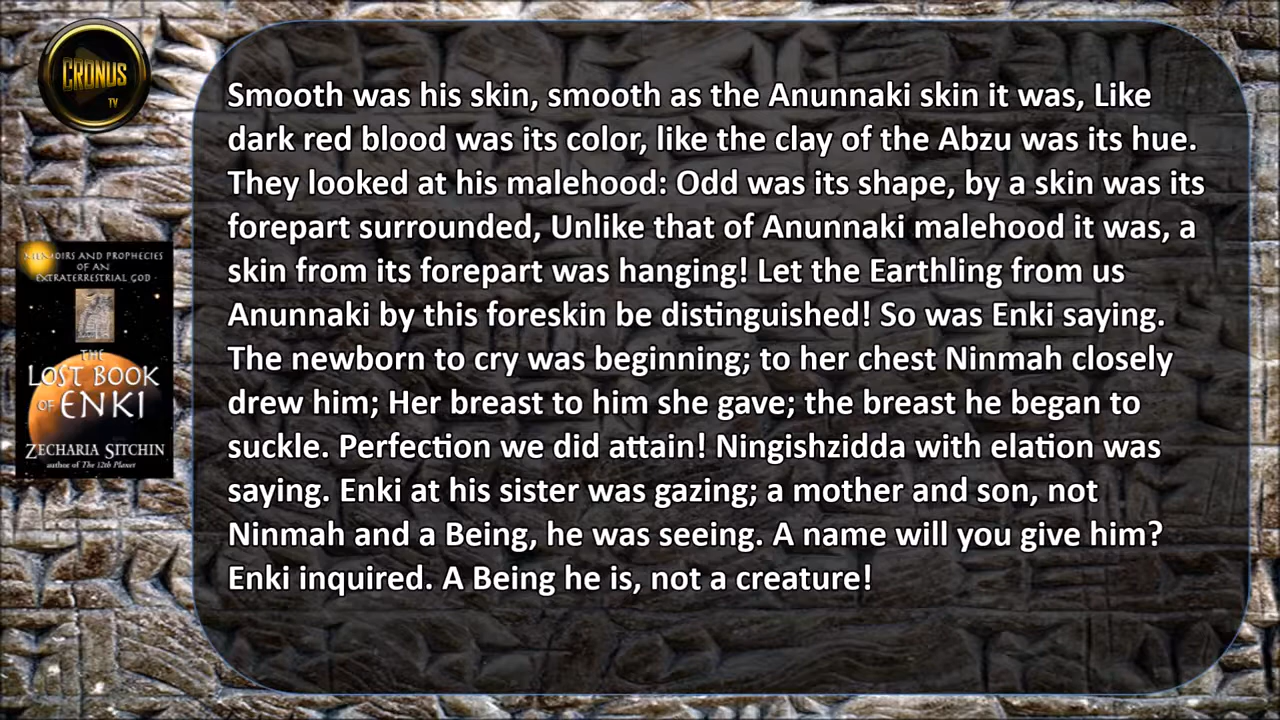 CRONUS
TV
Smooth was his skin, smooth as the Anunnaki skin it was, Like
dark red blood was its color, like the clay of the Abzu was its hue.
They looked at his malehood: Odd was its shape, by a skin was its
forepart surrounded, Unlike that of Anunnaki malehood it was, a
skin from its forepart was hanging! Let the Earthling from us
Anunnaki by this foreskin be distinguished! So was Enki saying.
The newborn to cry was beginning; to her chest Ninmah closely
drew him; Her breast to him she gave; the breast he began to
suckle. Perfection we did attain! Ningishzidda with elation was
saying. Enki at his sister was gazing; a mother and son, not
Ninmah and a Being, he was seeing. A name will you give him?
Enki inquired. A Being he is, not a creature!
MEMOIRS AND PROPHECIES
OF AN
EXTRATERRESTRIAL GOD
THE
LOST BOOK
OF ENKI
ZECHARIA SITCHIN
author of The 12th Planet